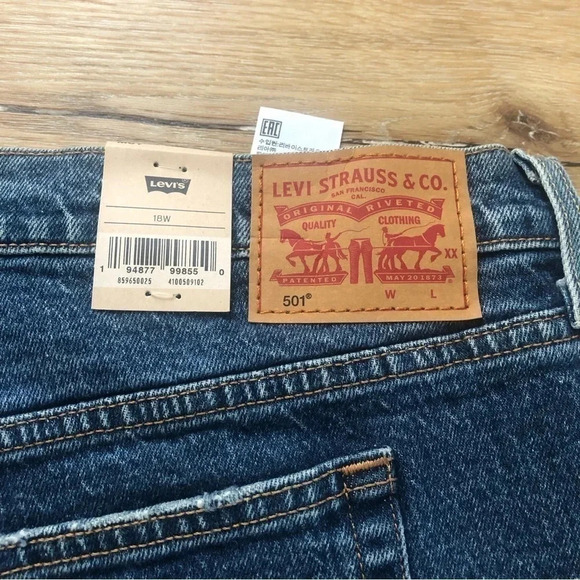 EAC
Levi's
18W
1 94877 99855 0
859650025 4100509102
LEVI STRAUSS & CO.
SAN FRANCISCO
CAL.
ORIGINAL RIVETED
QUALITY CLOTHING
XX
PATENTED MAY 20 1873
501® W L